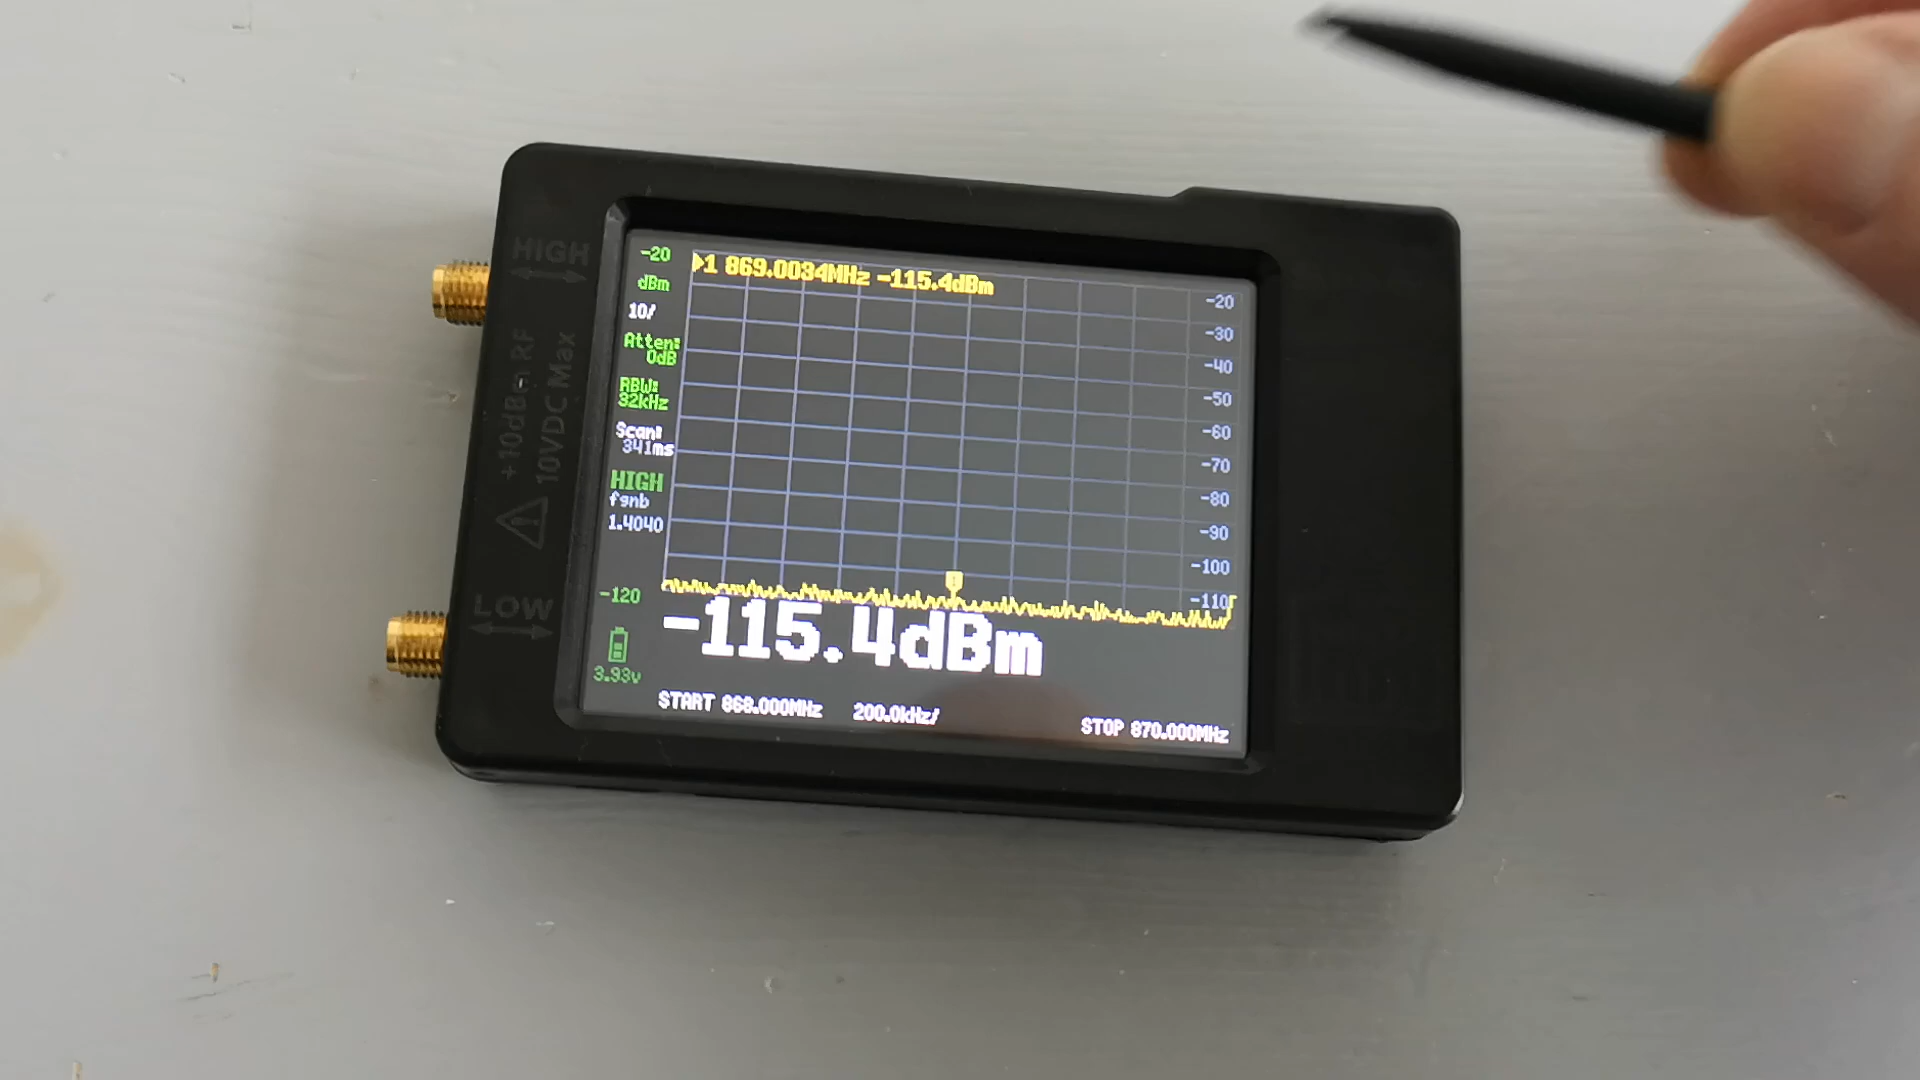 HIGH
+10dBm RF
10VDC Max
LOW
-20
dBm
10/
Atten:
0dB
RBW:
32kHz
Scan:
341ms
HIGH
fgnb
1.4040
-120
3.93v
1 869.0034MHz -115.4dBm
-20
-30
-40
-50
-60
-70
-80
-90
-100
-110
1
-115.4dBm
START 868.000MHz 200.0kHz/ STOP 870.000MHz